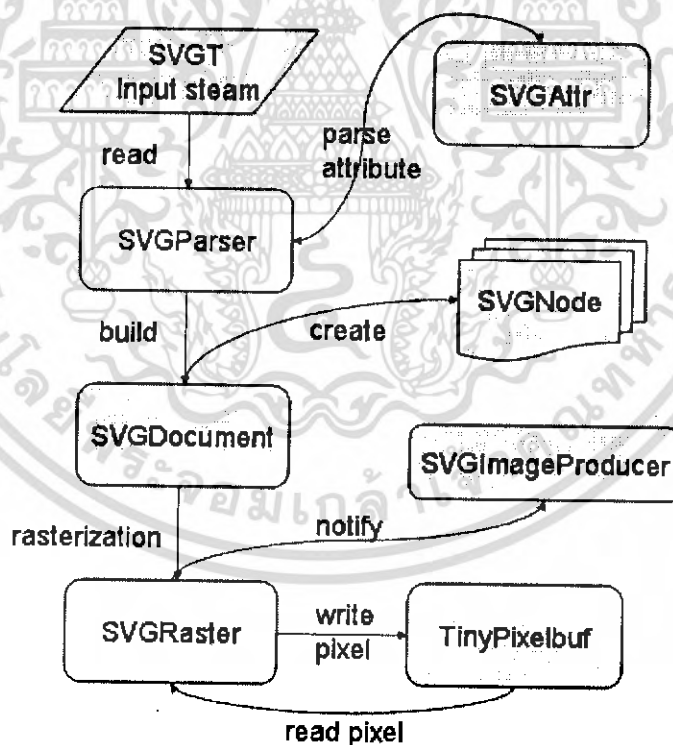 SVGT
Input steam
SVGAttr
parse
attribute
read
SVGParser
SVGNode
build
create
SVGDocument
SVGImageProducer
rasterization
notify
SVGRaster
write
pixel
TinyPixelbuf
read pixel